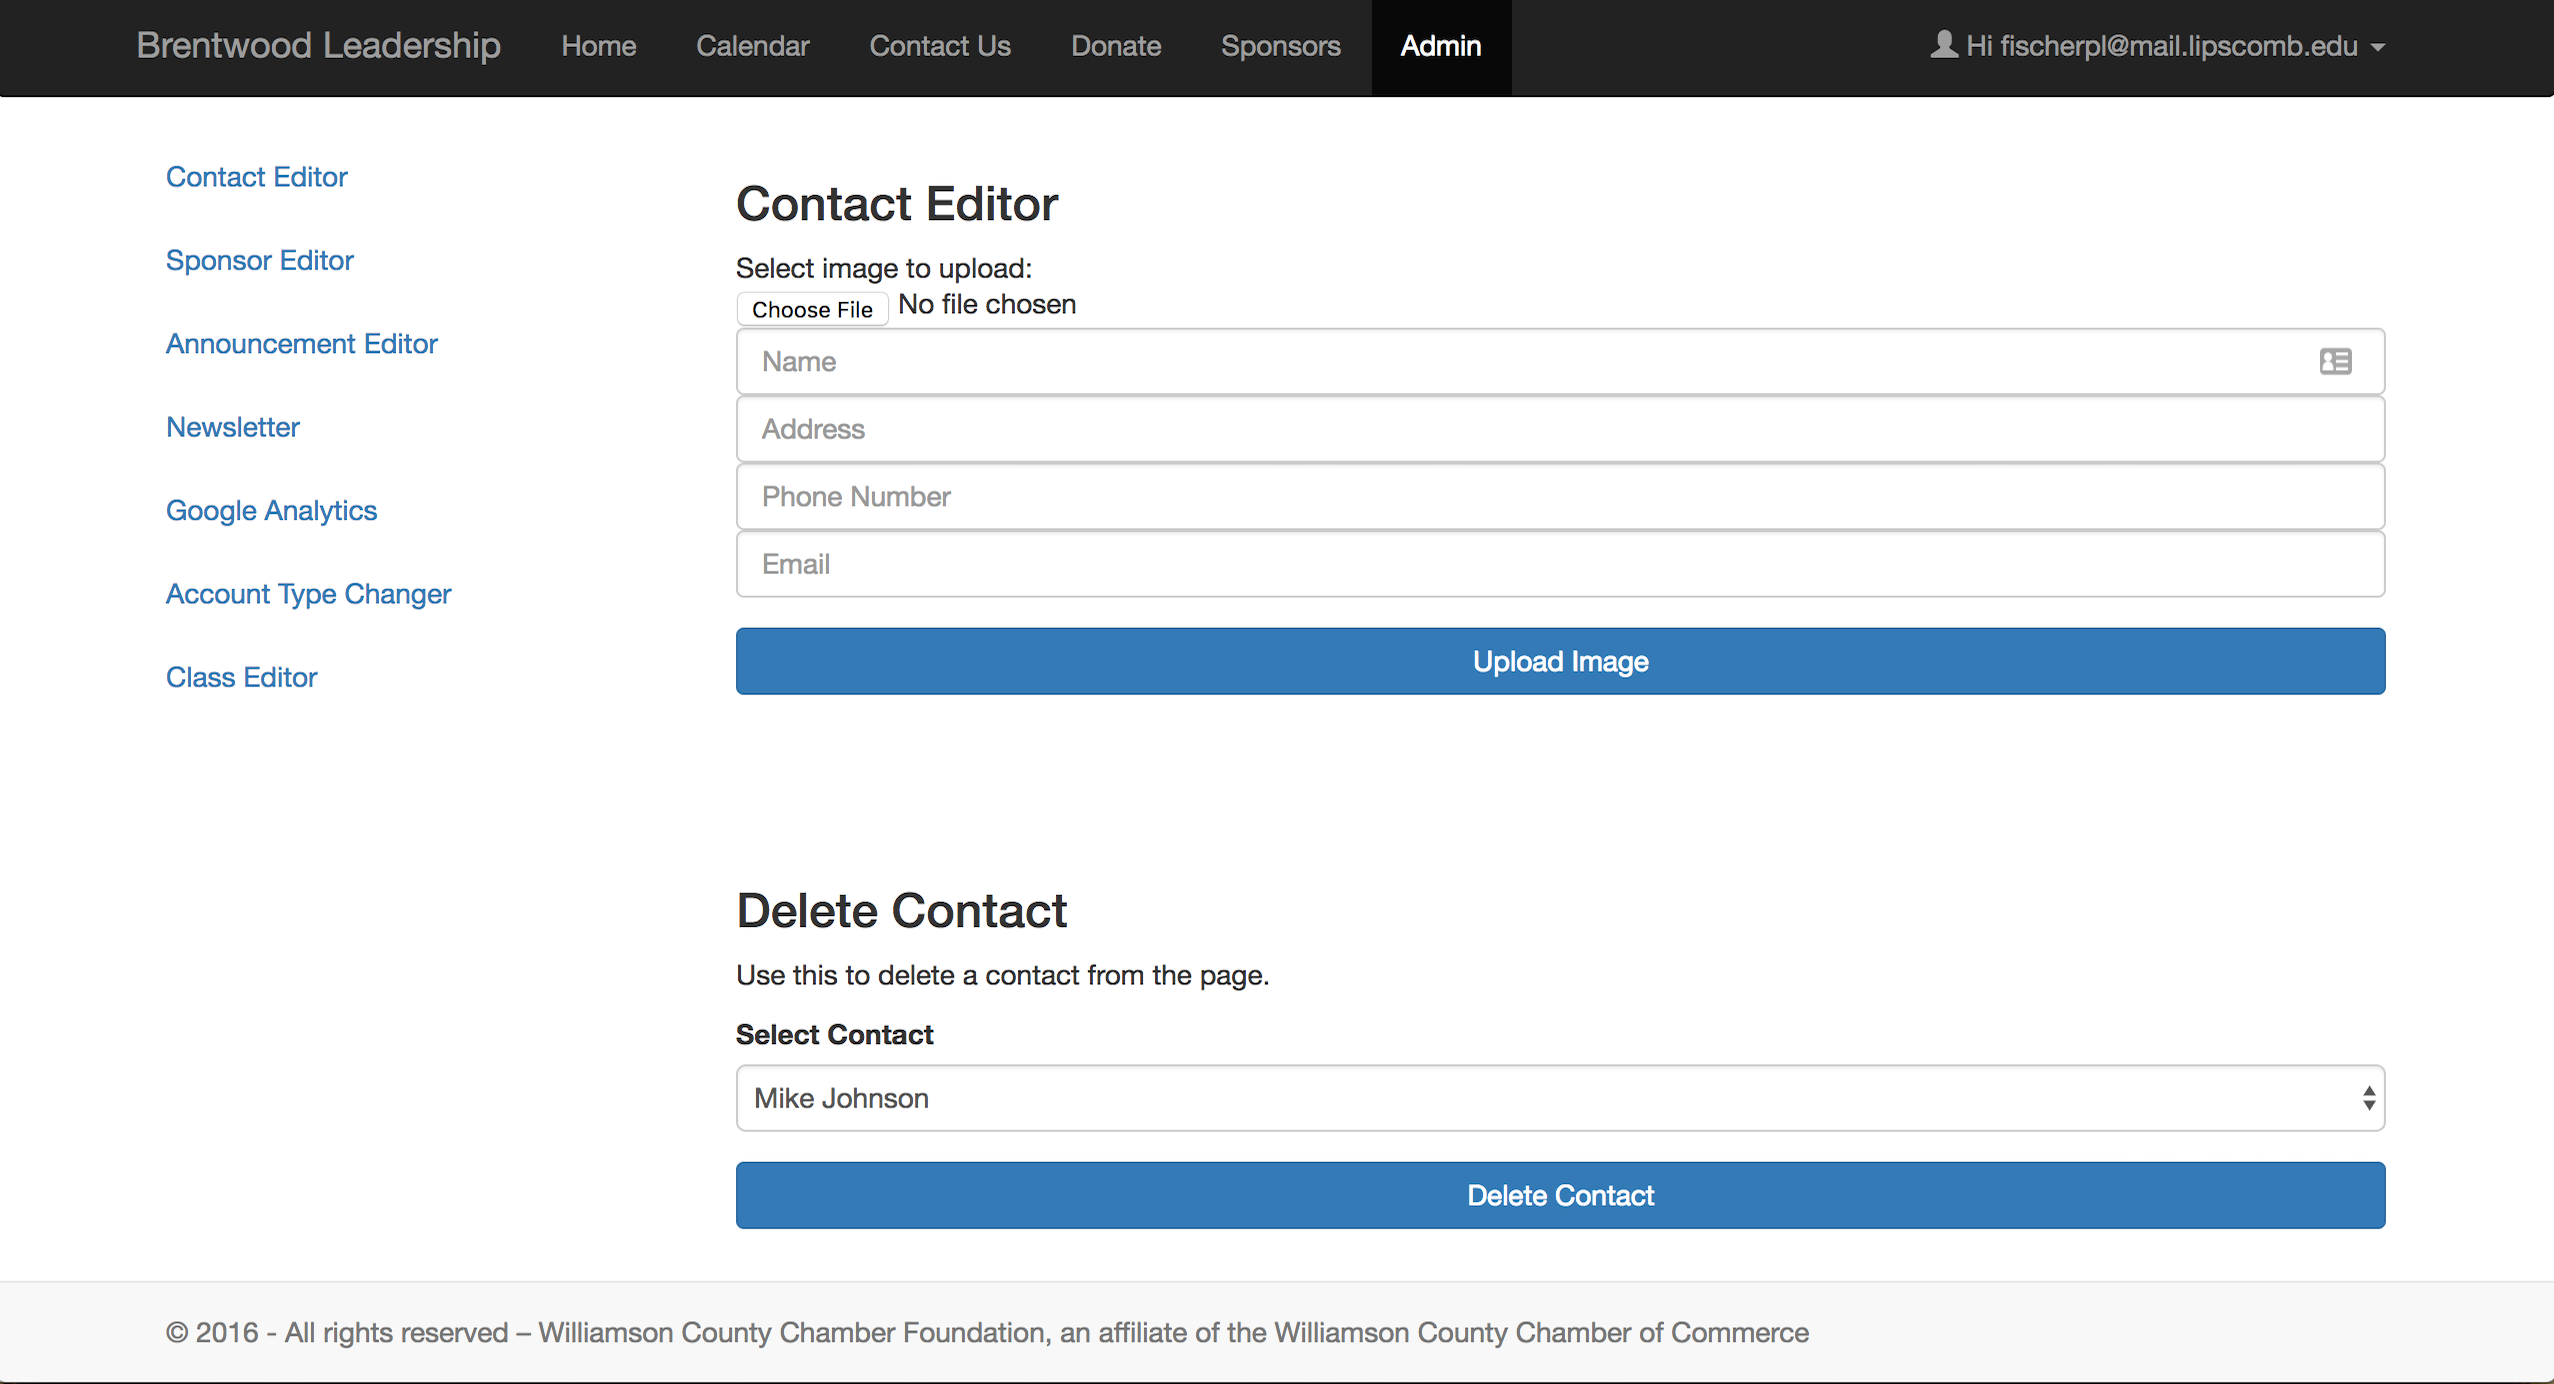 Brentwood Leadership Home Calendar Contact Us Donate Sponsors Admin Hi fischerpl@mail.lipscomb.edu
Contact Editor
Sponsor Editor
Announcement Editor
Newsletter
Google Analytics
Account Type Changer
Class Editor
Contact Editor
Select image to upload:
Choose File No file chosen
Name
Address
Phone Number
Email
Upload Image
Delete Contact
Use this to delete a contact from the page.
Select Contact
Mike Johnson
Delete Contact
© 2016 - All rights reserved – Williamson County Chamber Foundation, an affiliate of the Williamson County Chamber of Commerce